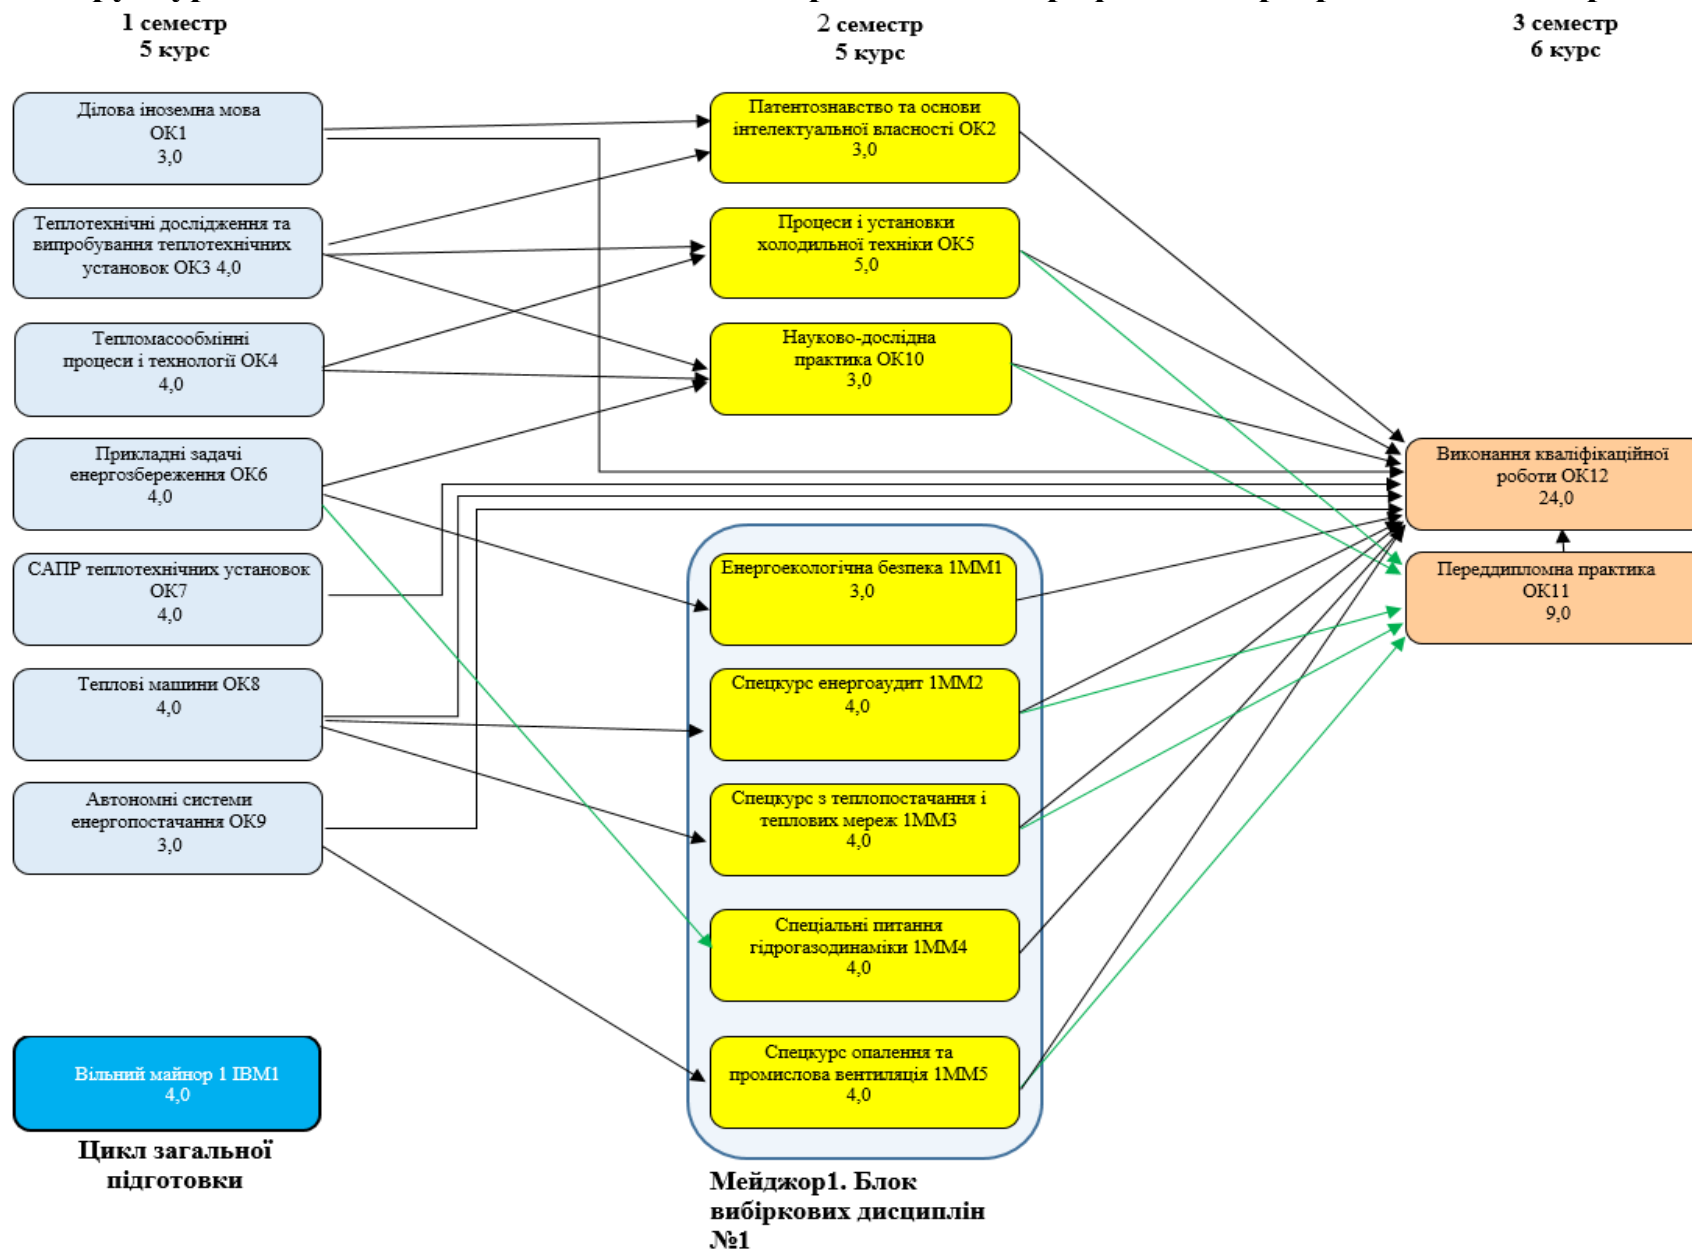 1 семестр
5 курс
2 семестр
5 курс
3 семестр
6 курс
Ділова іноземна мова
ОК1
3,0
Теплотехнічні дослідження та
випробування теплотехнічних
установок ОК3 4,0
Тепломасообмінні
процеси і технології ОК4
4,0
Прикладні задачі
енергозбереження ОК6
4,0
САПР теплотехнічних установок
ОК7
4,0
Теплові машини ОК8
4,0
Автономні системи
енергопостачання ОК9
3,0
Вільний майнор 1 ІВМ1
4,0
Цикл загальної
підготовки
Патентознавство та основи
інтелектуальної власності ОК2
3,0
Процеси і установки
холодильної техніки ОК5
5,0
Науково-дослідна
практика ОК10
3,0
Енергоекологічна безпека 1ММ1
3,0
Спецкурс енергоаудит 1ММ2
4,0
Спецкурс з теплопостачання і
теплових мереж 1ММ3
4,0
Спеціальні питання
гідрогазодинаміки 1ММ4
4,0
Спецкурс опалення та
промислова вентиляція 1ММ5
4,0
Мейджор1. Блок
вибіркових дисциплін
№1
Виконання кваліфікаційної
роботи ОК12
24,0
Переддипломна практика
ОК11
9,0